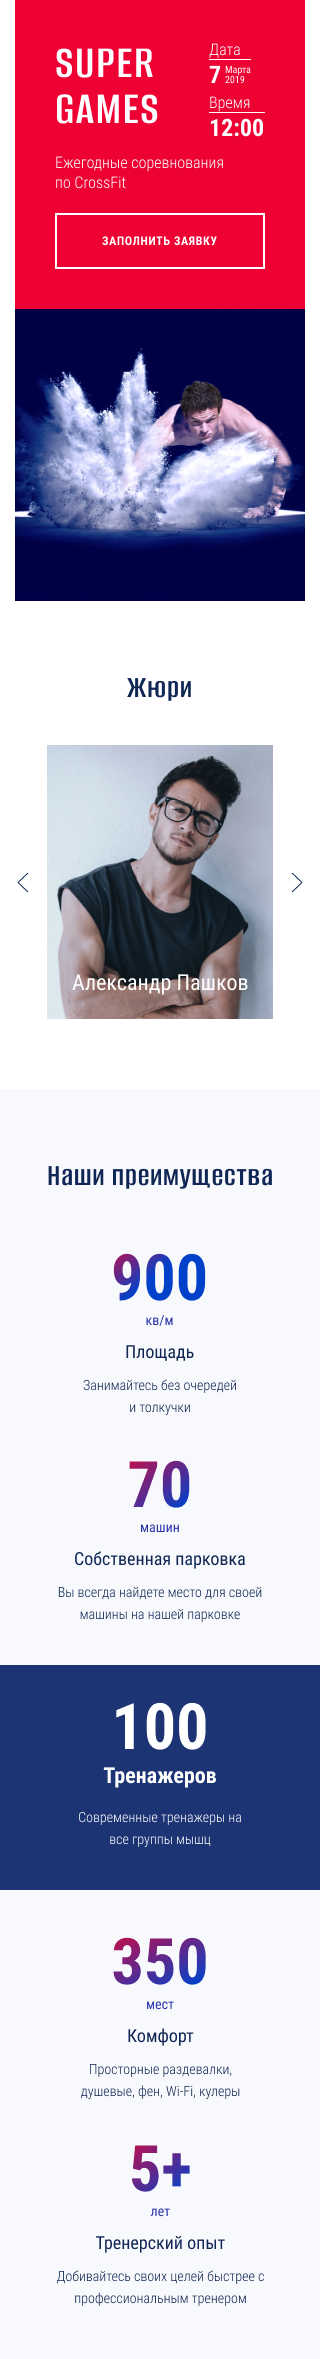 SUPER
GAMES
Дата
7 Марта
2019
Время
12:00
Ежегодные соревнования
по CrossFit
ЗАПОЛНИТЬ ЗАЯВКУ
Жюри
Александр Пашков
Наши преимущества
900
кв/м
Площадь
Занимайтесь без очередей
и толкучки
70
машин
Собственная парковка
Вы всегда найдете место для своей
машины на нашей парковке
100
Тренажеров
Современные тренажеры на
все группы мышц
350
мест
Комфорт
Просторные раздевалки,
душевые, фен, Wi-Fi, кулеры
5+
лет
Тренерский опыт
Добивайтесь своих целей быстрее с
профессиональным тренером